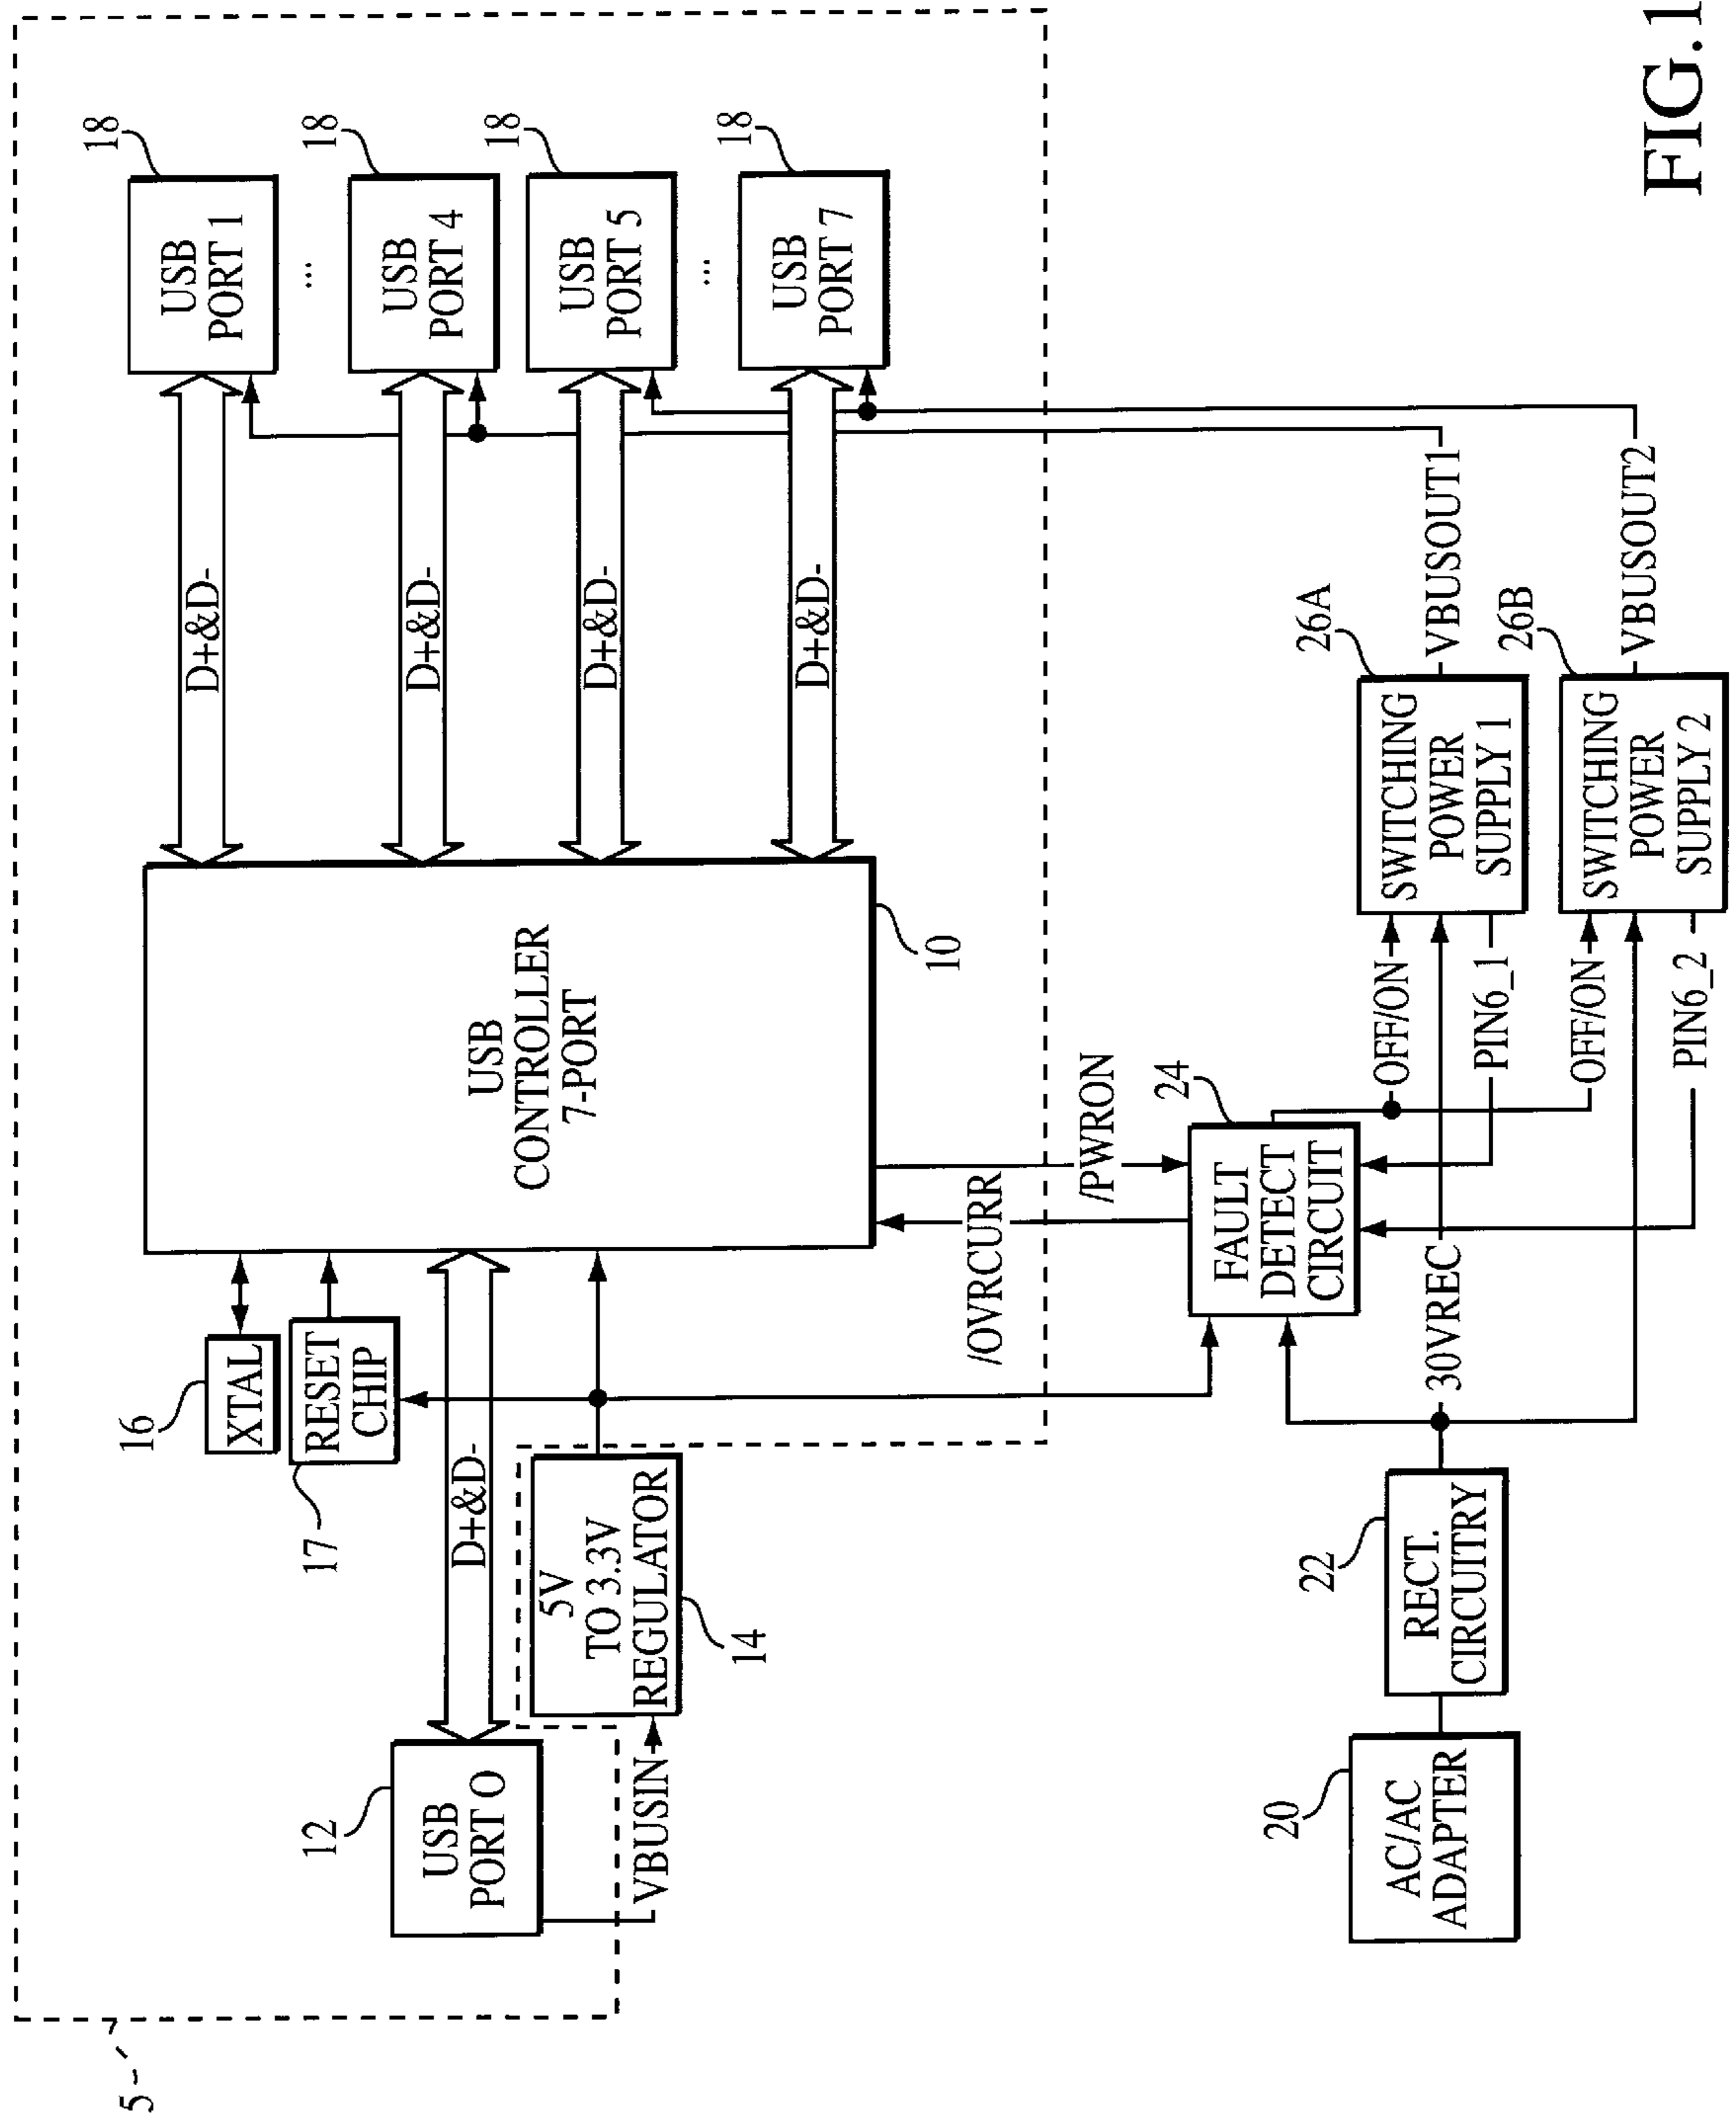 5
12
USB
PORT O
D+&D-
VBUSIN
5V
TO 3.3V
REGULATOR
14
16
XTAL
17
RESET
CHIP
USB
CONTROLLER
7-PORT
10
D+&D-
D+&D-
D+&D-
D+&D-
18
USB
PORT 1
...
18
USB
PORT 4
18
USB
PORT 5
...
18
USB
PORT 7
/OVRCURR
/PWRON
20
AC/AC
ADAPTER
22
RECT.
CIRCUITRY
30VREC
24
FAULT
DETECT
CIRCUIT
OFF/ON
PIN6_1
OFF/ON
PIN6_2
26A
SWITCHING
POWER
SUPPLY 1
VBUSOUT1
26B
SWITCHING
POWER
SUPPLY 2
VBUSOUT2
FIG.1